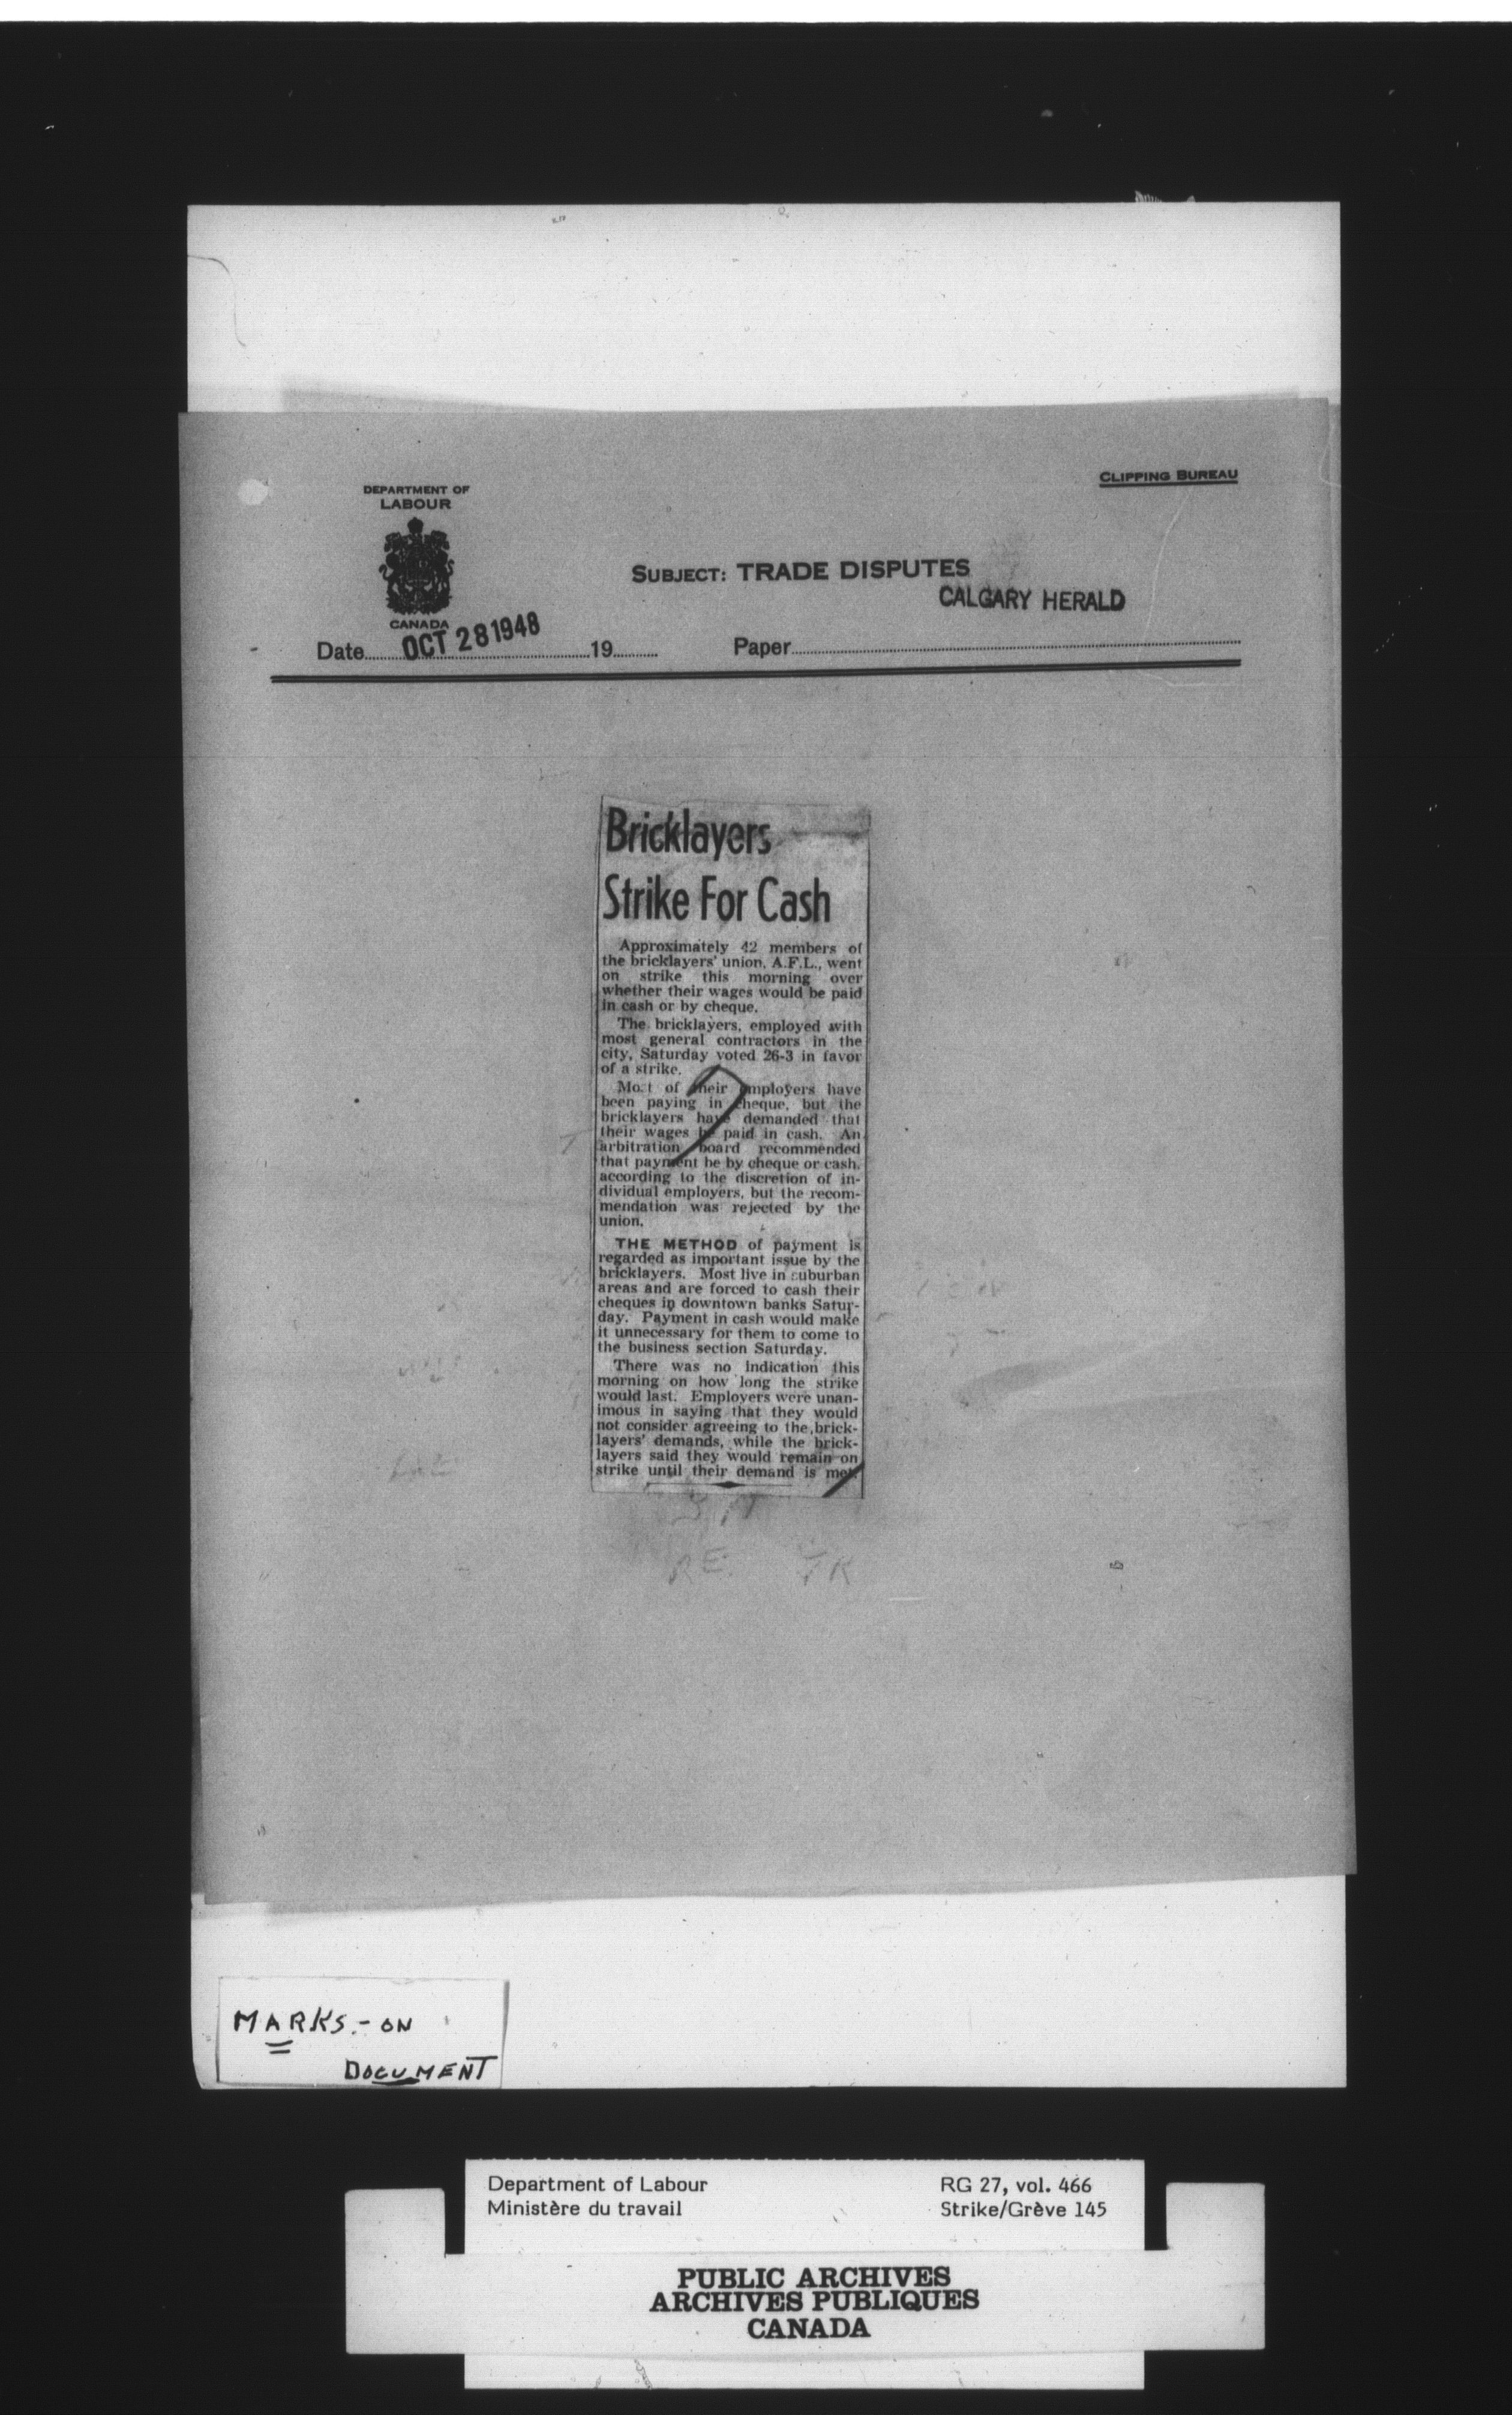 CLIPPING BUREAU
DEPARTMENT OF
LABOUR
CANADA
SUBJECT: TRADE DISPUTES
CALGARY HERALD
Date OCT 28 1948 19 Paper
Bricklayers
Strike For Cash
Approximately 42 members of
the bricklayers' union, A.F.L., went
on strike this morning over
whether their wages would be paid
in cash or by cheque.
The bricklayers, employed with
most general contractors in the
city, Saturday voted 26-3 in favor
of a strike.
Most of their employers have
been paying in cheque, but the
bricklayers have demanded that
their wages be paid in cash. An
arbitration board recommended
that payment be by cheque or cash,
according to the discretion of in-
dividual employers, but the recom-
mendation was rejected by the
union.
THE METHOD of payment is
regarded as important issue by the
bricklayers. Most live in suburban
areas and are forced to cash their
cheques in downtown banks Satur-
day. Payment in cash would make
it unnecessary for them to come to
the business section Saturday.
There was no indication this
morning on how long the strike
would last. Employers were unan-
imous in saying that they would
not consider agreeing to the brick-
layers' demands, while the brick-
layers said they would remain on
strike until their demand is met.
MARKS.- ON
DOCUMENT
Department of Labour RG 27, vol. 466
Ministère du travail Strike/Grève 145
PUBLIC ARCHIVES
ARCHIVES PUBLIQUES
CANADA